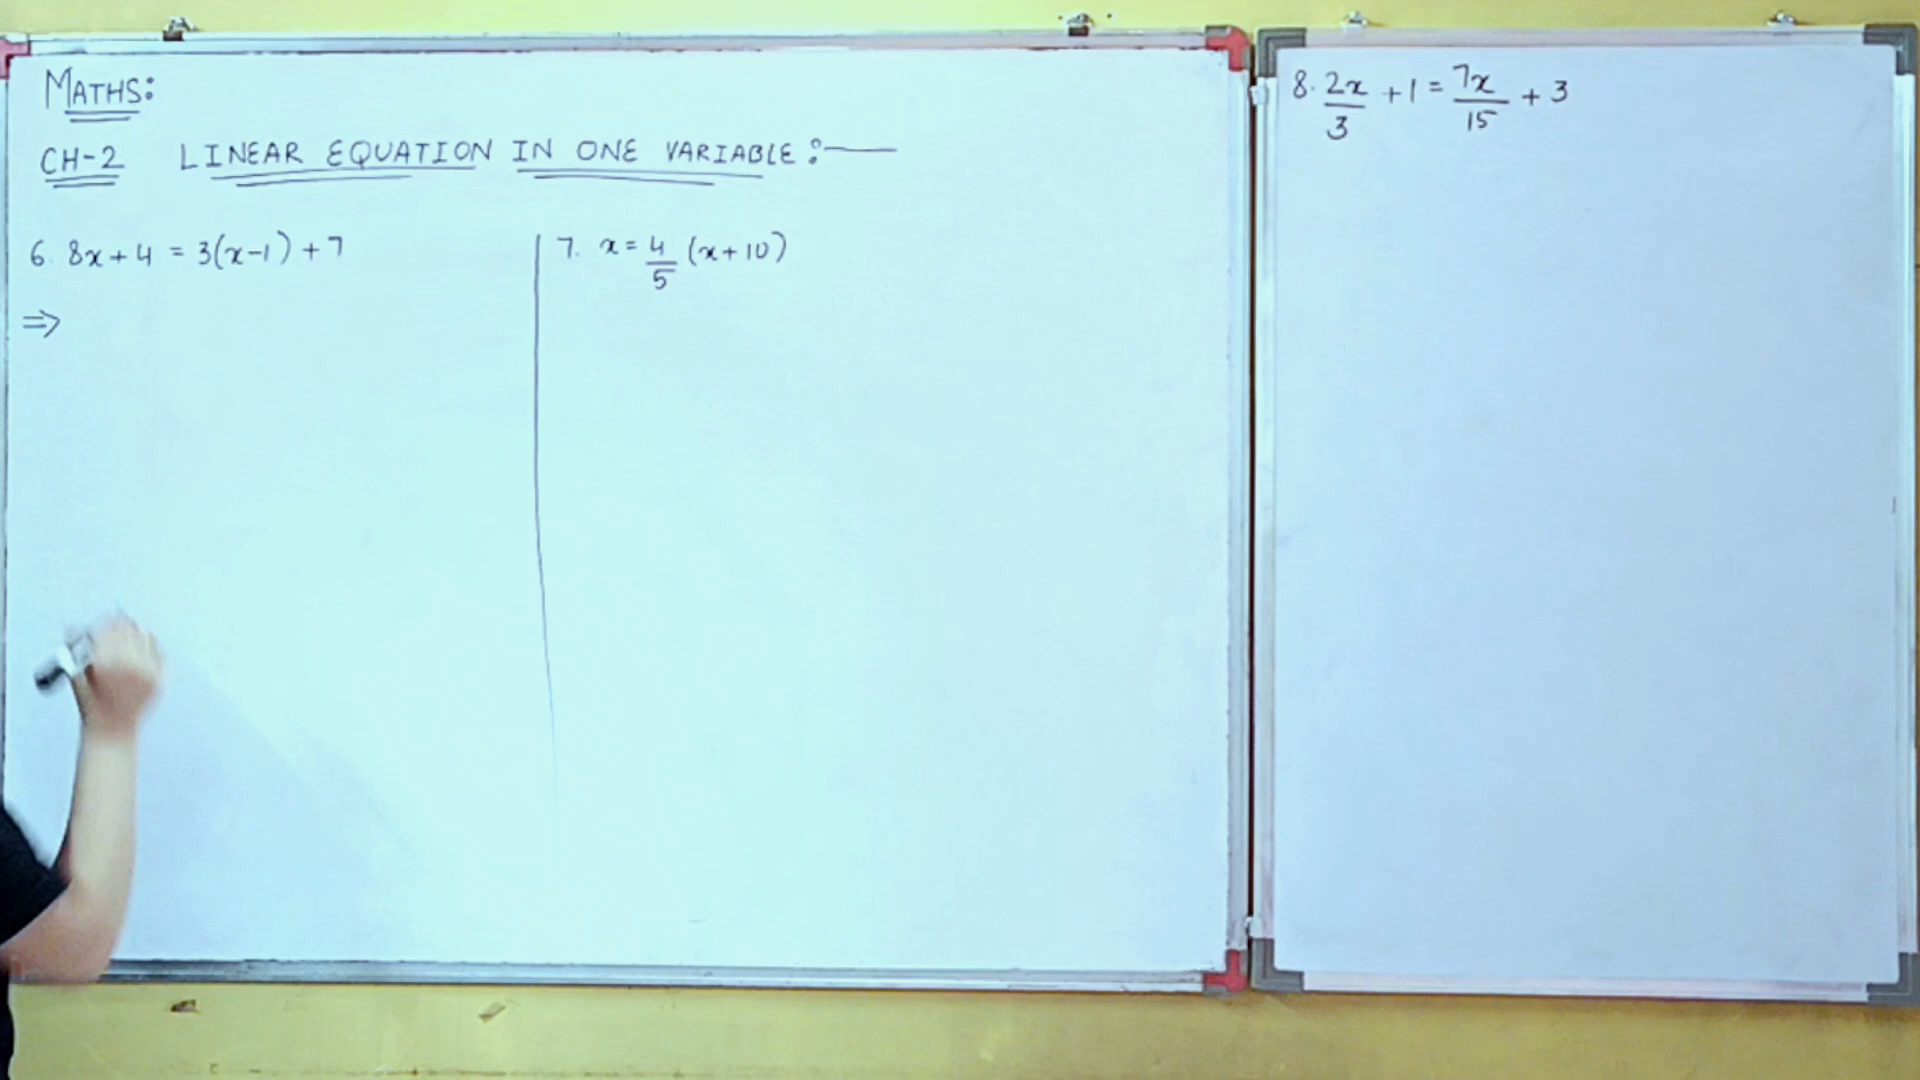 MATHS:
CH-2 LINEAR EQUATION IN ONE VARIABLE :—
6. 8x + 4 = 3(x-1) + 7
⇒
7. x = 4/5 (x + 10)
8. 2x/3 + 1 = 7x/15 + 3